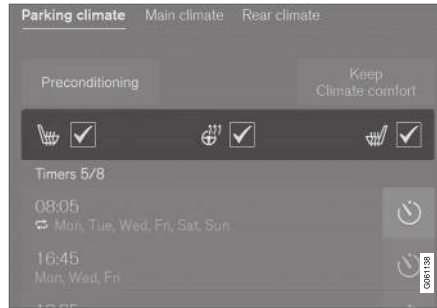 Parking climate Main climate Rear climate
Preconditioning
Keep
Climate comfort
Timers 5/8
08:05
Mon, Tue, Wed, Fri, Sat, Sun
16:45
Mon, Wed, Fri
G061138